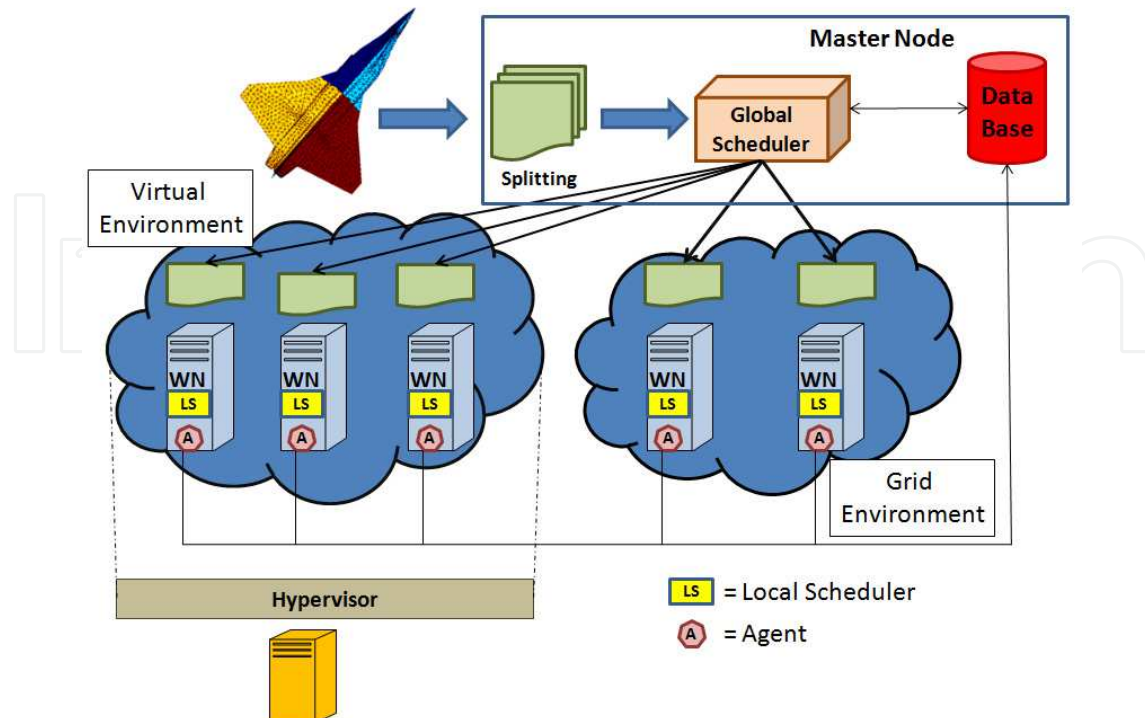 Master Node
Splitting
Global
Scheduler
Data
Base
Virtual
Environment
WN
LS
A
WN
LS
A
WN
LS
A
WN
LS
A
WN
LS
A
Grid
Environment
Hypervisor
LS = Local Scheduler
A = Agent